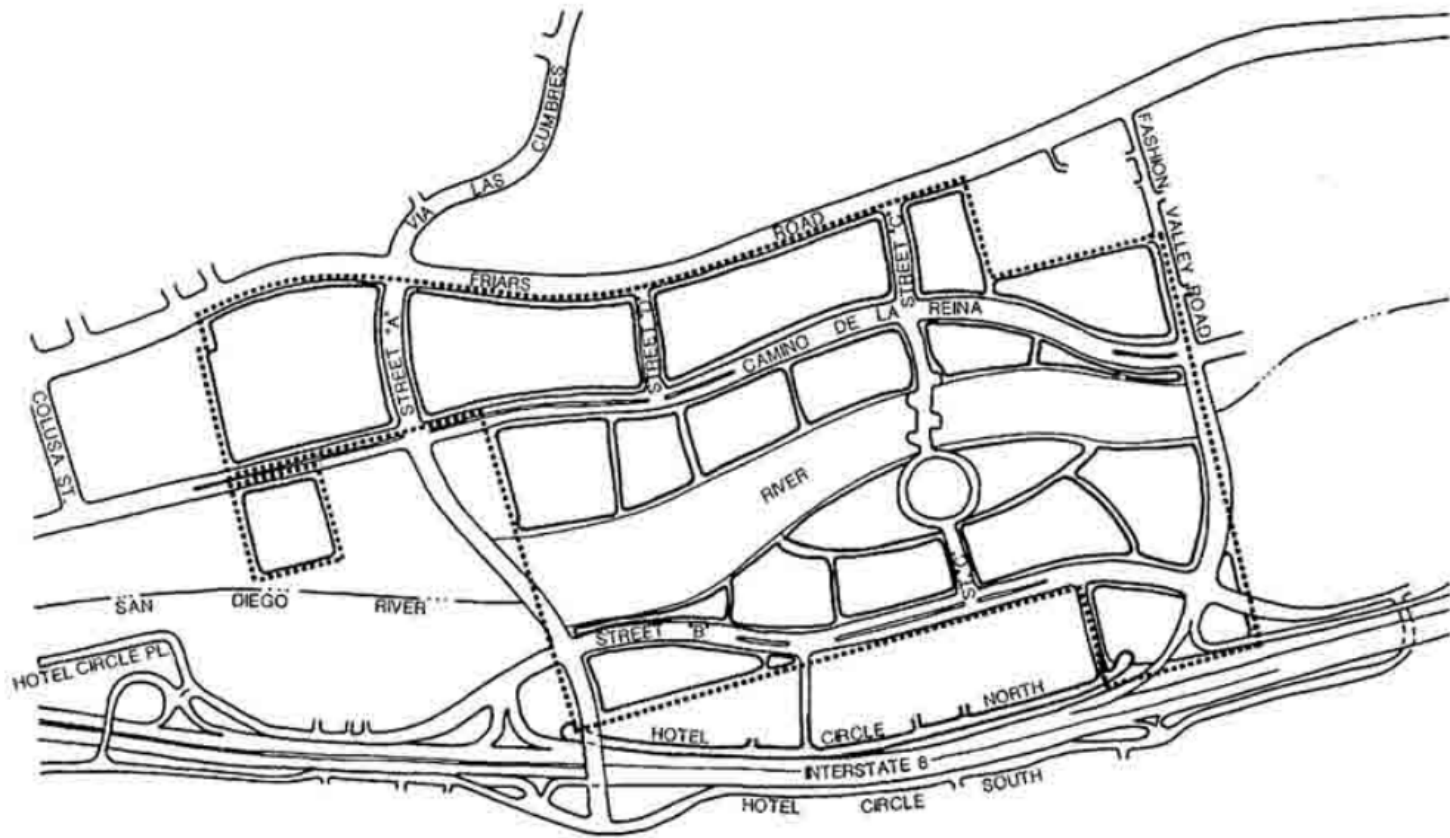 VIA LAS CUMBRES
FRIARS ROAD
FASHION VALLEY ROAD
STREET "A"
STREET "C"
CAMINO DE LA REINA
COLUSA ST.
RIVER
SAN DIEGO RIVER
STREET "B"
HOTEL CIRCLE PL.
HOTEL CIRCLE NORTH
INTERSTATE 8
HOTEL CIRCLE SOUTH